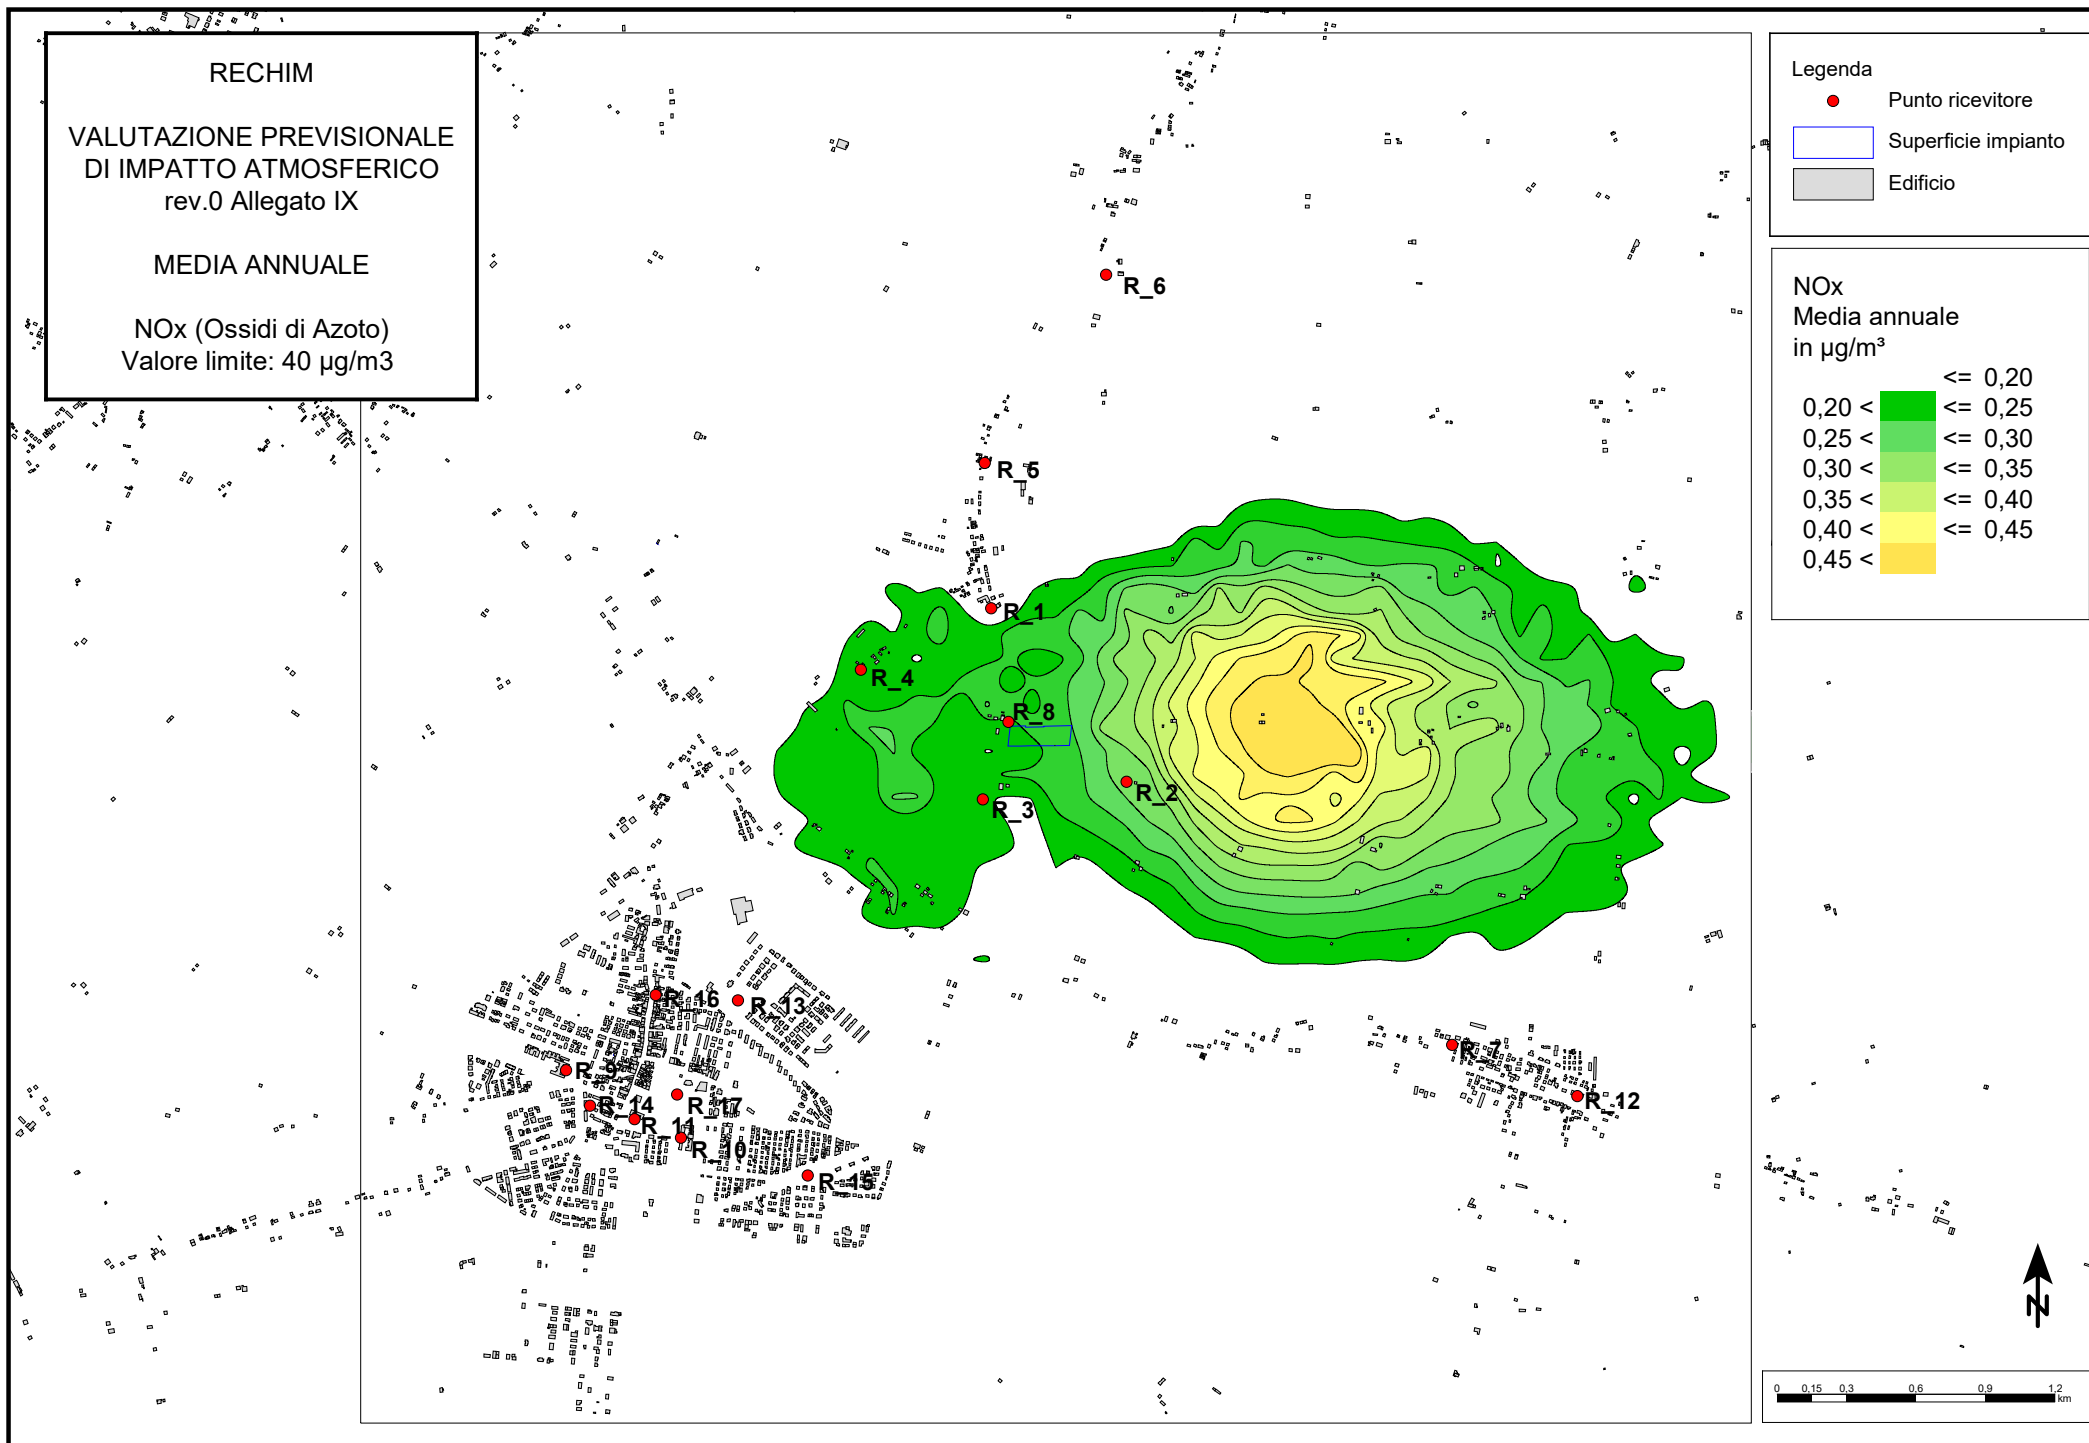 RECHIM
VALUTAZIONE PREVISIONALE
DI IMPATTO ATMOSFERICO
rev.0 Allegato IX
MEDIA ANNUALE
NOx (Ossidi di Azoto)
Valore limite: 40 µg/m3
Legenda
Punto ricevitore
Superficie impianto
Edificio
NOx
Media annuale
in µg/m³
<= 0,20
0,20 < <= 0,25
0,25 < <= 0,30
0,30 < <= 0,35
0,35 < <= 0,40
0,40 < <= 0,45
0,45 <
R_6
R_5
R_1
R_4
R_8
R_2
R_3
R_16
R_13
R_7
R_9
R_14
R_17
R_12
R_11
R_10
R_15
N
0 0,15 0,3 0,6 0,9 1,2
km